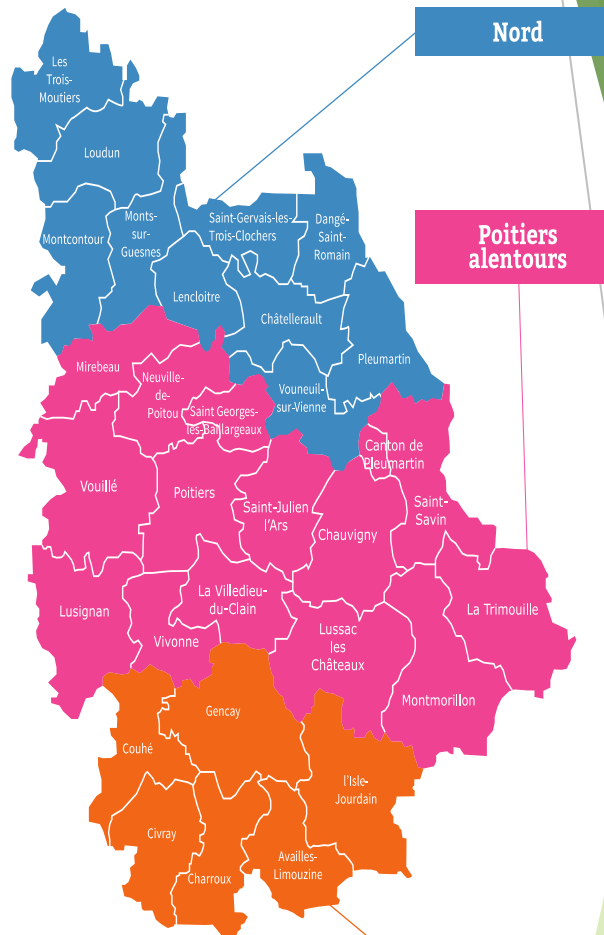 Nord
Les
Trois-
Moutiers
Loudun
Montcontour
Monts-
sur-
Guesnes
Saint-Gervais-les-
Trois-Clochers
Dangé-
Saint-
Romain
Lencloitre
Châtellerault
Pleumartin
Vouneuil-
sur-Vienne
Poitiers
alentours
Mirebeau
Neuville-
de-
Poitou
Saint Georges-
les-Baillargeaux
Canton de
Pleumartin
Vouillé
Poitiers
Saint-Julien
l'Ars
Chauvigny
Saint-
Savin
Lusignan
Vivonne
La Villedieu-
du-Clain
Lussac
les
Châteaux
La Trimouille
Montmorillon
Gencay
Couhé
l'Isle-
Jourdain
Civray
Charroux
Availles-
Limouzine